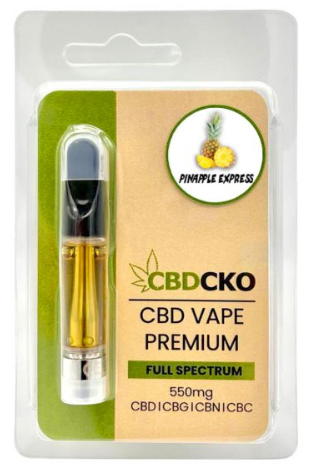 PINAPPLE EXPRESS
CBDCKO
CBD VAPE
PREMIUM
FULL SPECTRUM
550mg
CBD|CBG|CBN|CBC